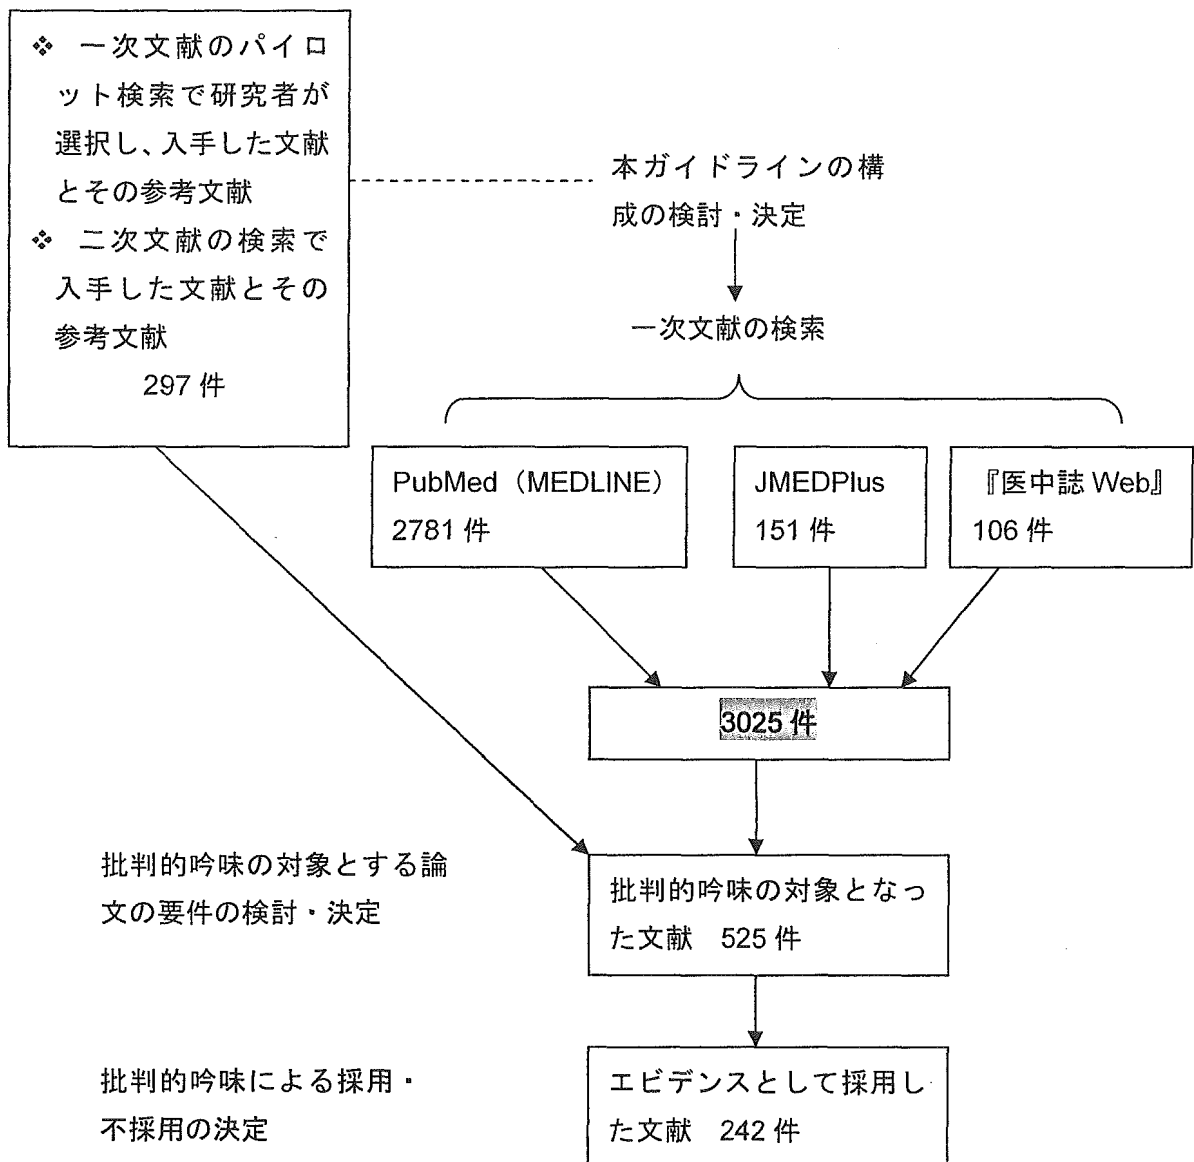 ❖ 一次文献のパイロ
ット検索で研究者が
選択し、入手した文献
とその参考文献
❖ 二次文献の検索で
入手した文献とその
参考文献
297 件
本ガイドラインの構
成の検討・決定
一次文献の検索
PubMed（MEDLINE）
2781 件
JMEDPlus
151 件
『医中誌 Web』
106 件
3025 件
批判的吟味の対象とする論
文の要件の検討・決定
批判的吟味の対象となっ
た文献　525 件
批判的吟味による採用・
不採用の決定
エビデンスとして採用し
た文献　242 件